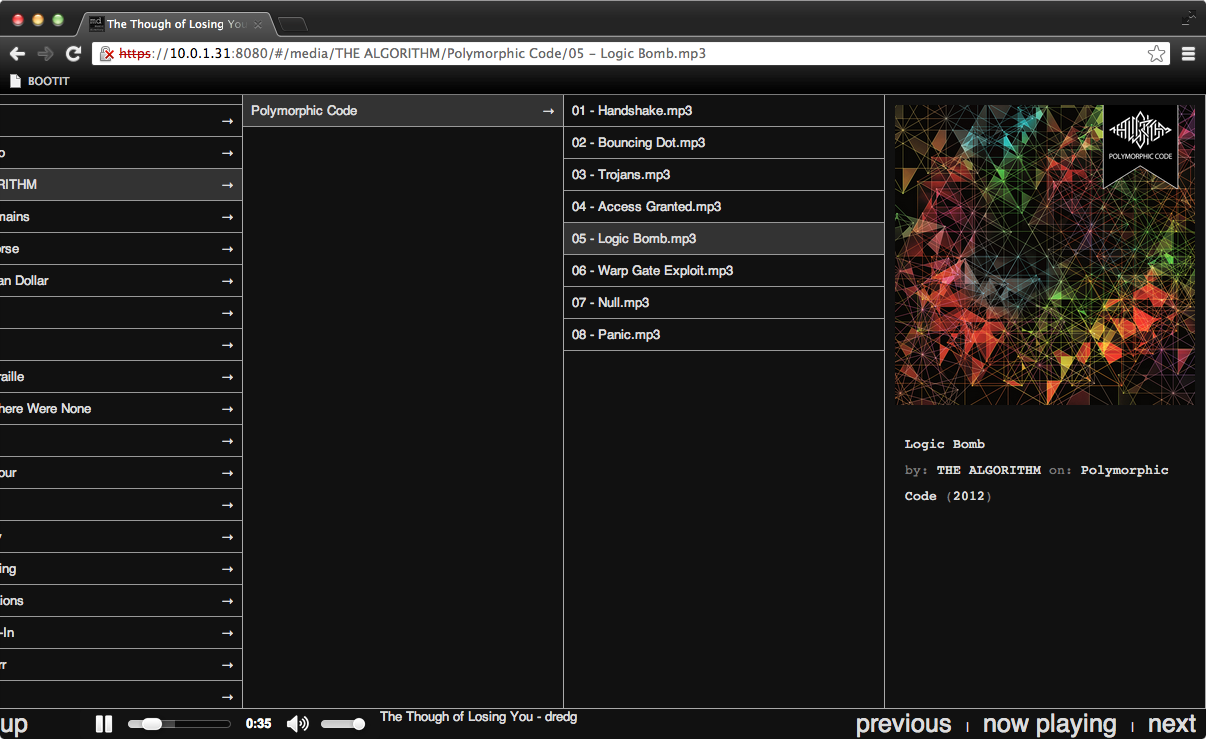 The Though of Losing You
https://10.0.1.31:8080/#/media/THE ALGORITHM/Polymorphic Code/05 - Logic Bomb.mp3
BOOTIT
o
RITHM
mains
orse
an Dollar
raille
here Were None
our
y
ing
ions
-In
rr
Polymorphic Code →
01 - Handshake.mp3
02 - Bouncing Dot.mp3
03 - Trojans.mp3
04 - Access Granted.mp3
05 - Logic Bomb.mp3
06 - Warp Gate Exploit.mp3
07 - Null.mp3
08 - Panic.mp3
POLYMORPHIC CODE
Logic Bomb
by: THE ALGORITHM on: Polymorphic
Code (2012)
up
0:35
The Though of Losing You - dredg
previous | now playing | next